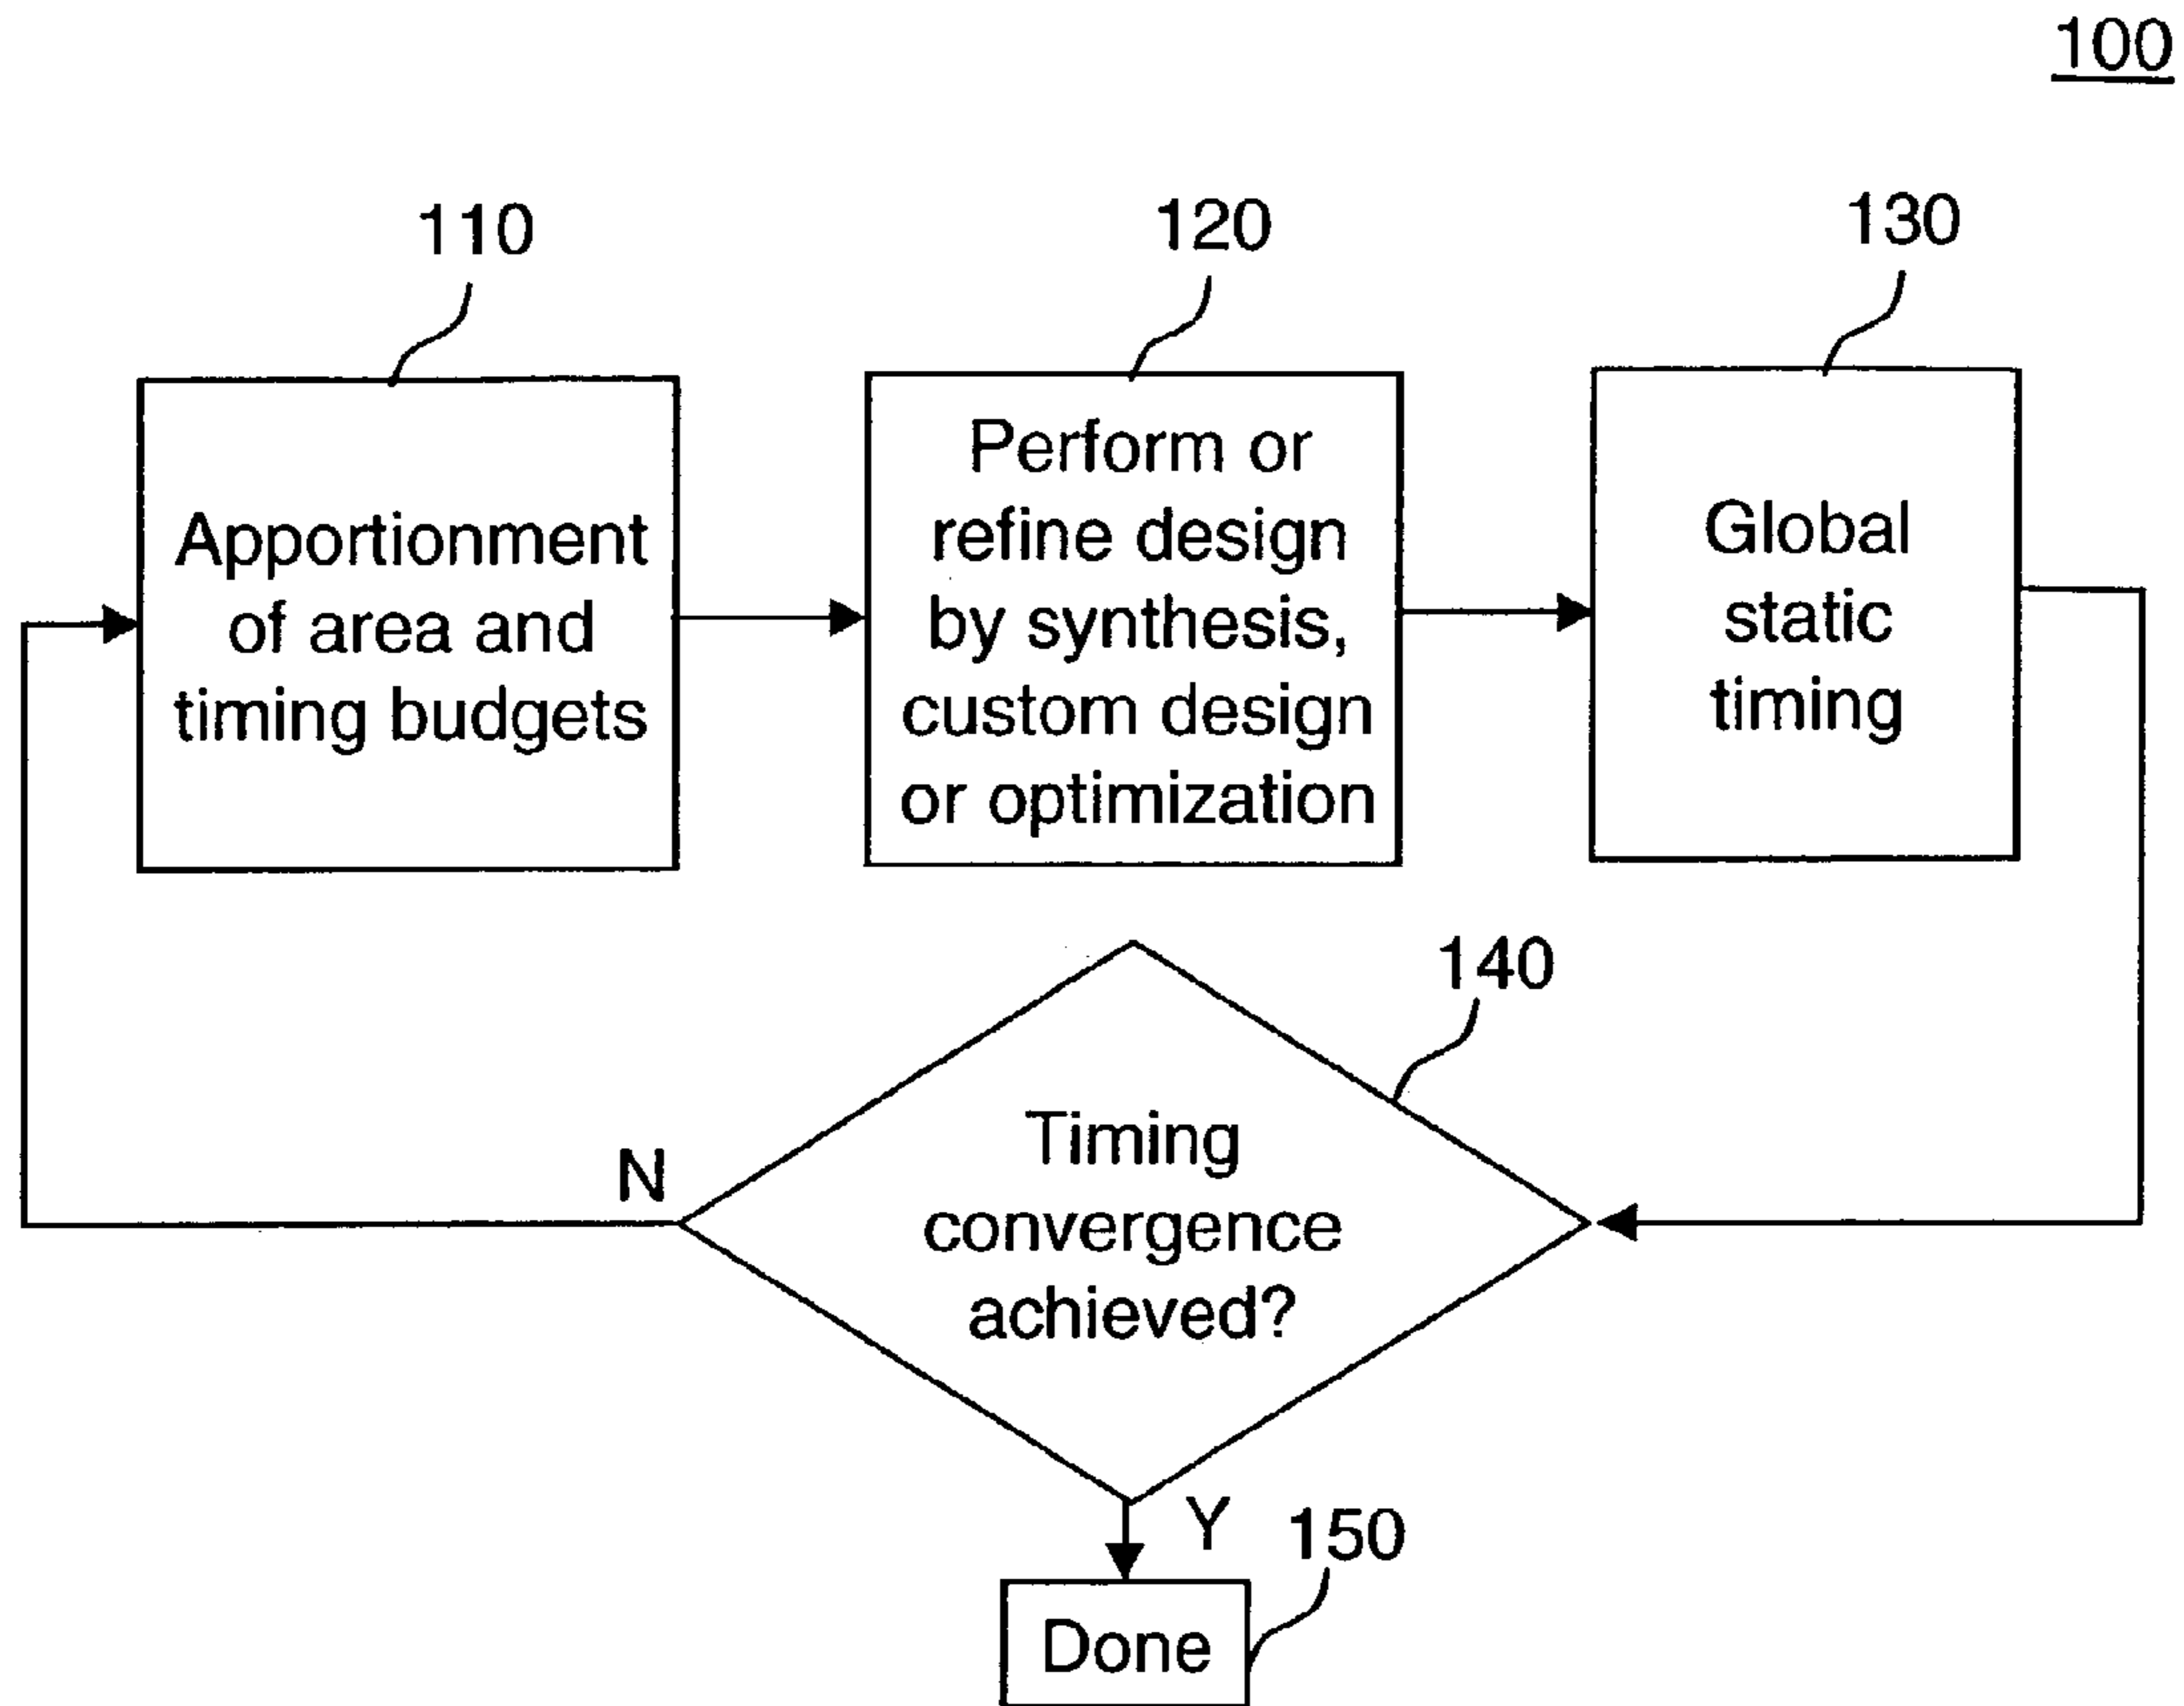 100
110
120
130
Apportionment
of area and
timing budgets
Perform or
refine design
by synthesis,
custom design
or optimization
Global
static
timing
140
Timing
convergence
achieved?
N
Y
150
Done